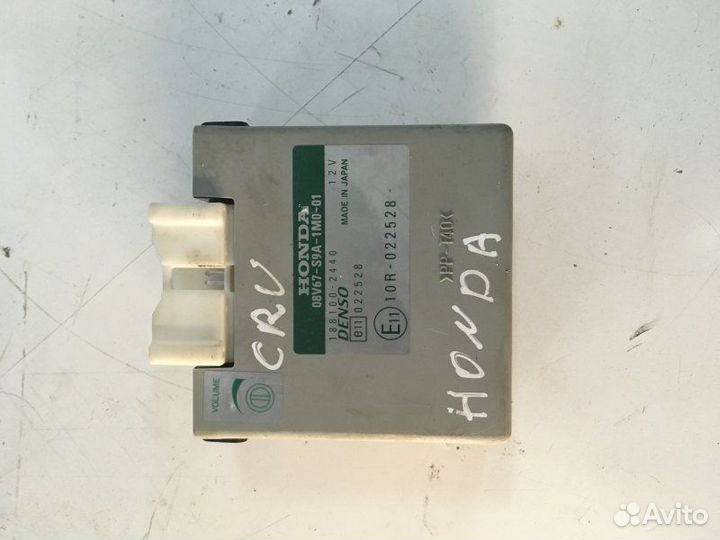 HONDA
08V67-S9A-1M0-01
188100-2440 12V
DENSO MADE IN JAPAN
e11 022528
E11 10R-022528
>PP-T40<
VOLUME
CRV
HONDA
Avito